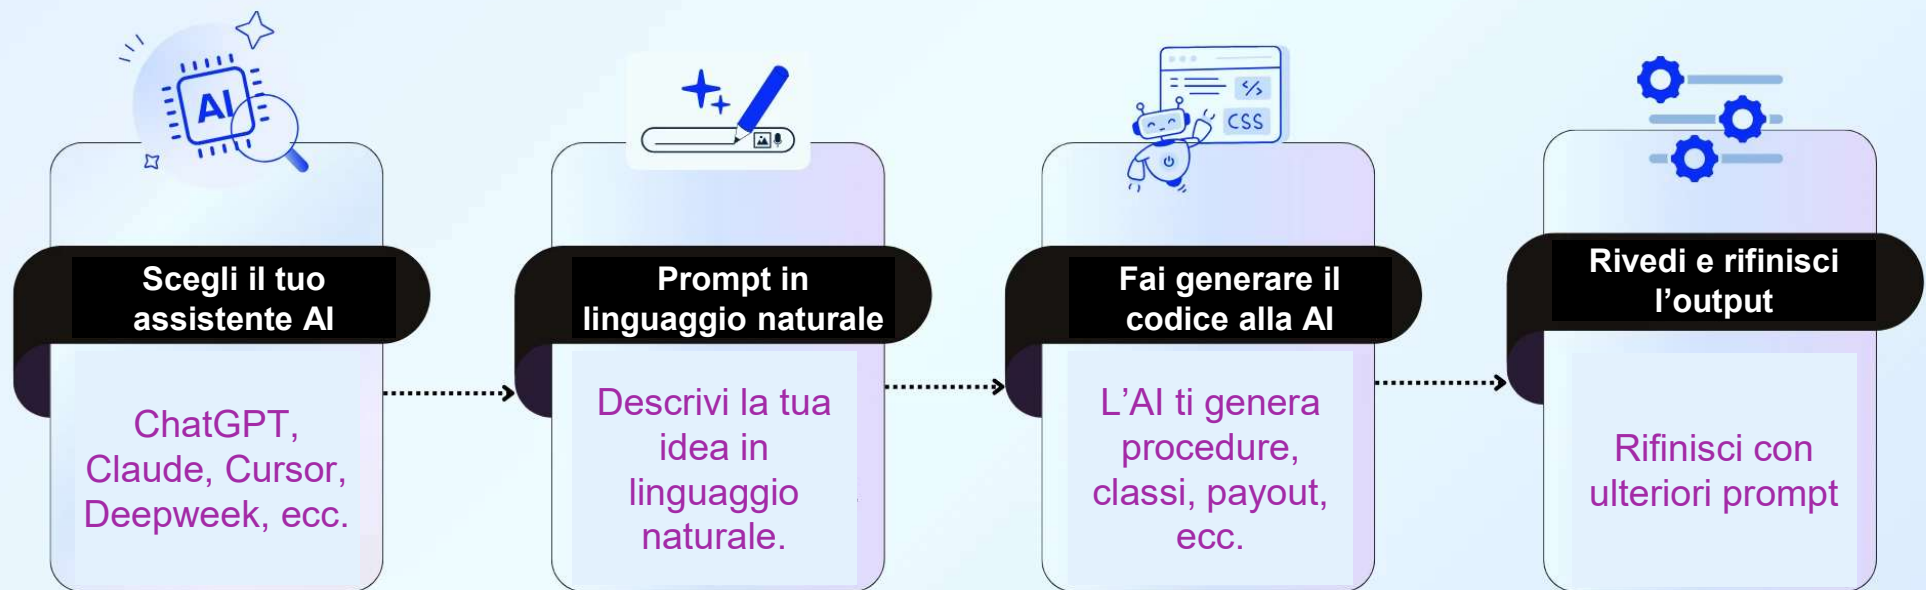 AI
</>
CSS
Scegli il tuo
assistente AI
ChatGPT,
Claude, Cursor,
Deepweek, ecc.
Prompt in
linguaggio naturale
Descrivi la tua
idea in
linguaggio
naturale.
Fai generare il
codice alla AI
L’AI ti genera
procedure,
classi, payout,
ecc.
Rivedi e rifinisci
l’output
Rifinisci con
ulteriori prompt